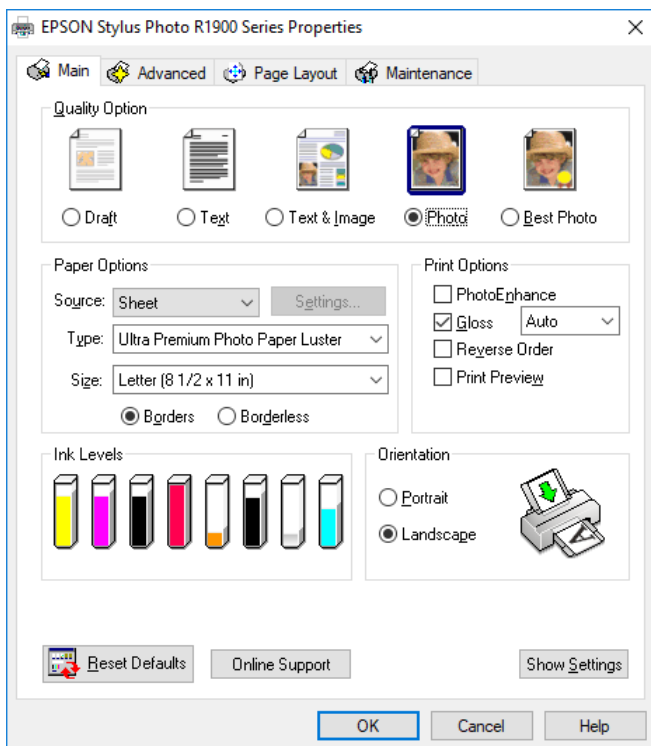 EPSON Stylus Photo R1900 Series Properties
Main Advanced Page Layout Maintenance
Quality Option
Draft Text Text & Image Photo Best Photo
Paper Options
Source: Sheet Settings...
Type: Ultra Premium Photo Paper Luster
Size: Letter (8 1/2 x 11 in)
Borders Borderless
Print Options
PhotoEnhance
Gloss Auto
Reverse Order
Print Preview
Ink Levels
Orientation
Portrait
Landscape
Reset Defaults Online Support Show Settings
OK Cancel Help